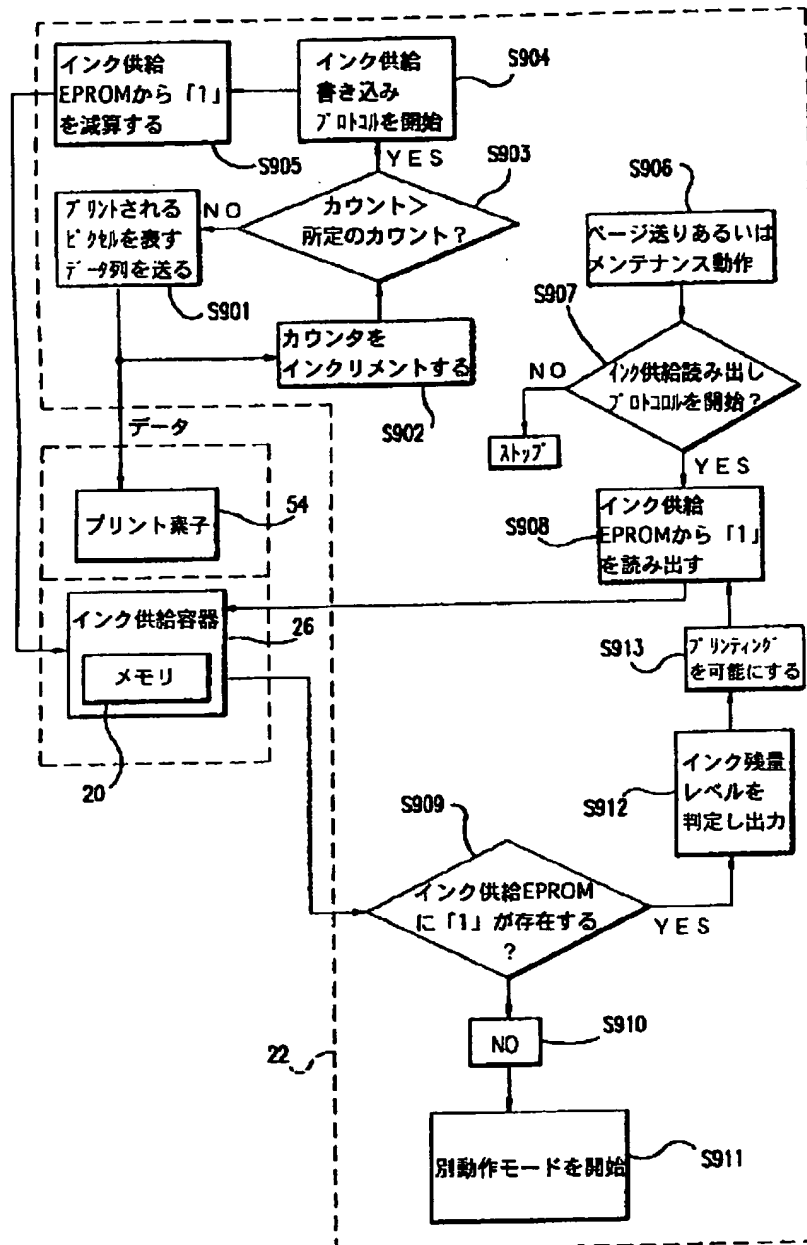 インク供給
EPROMから「1」
を減算する
S905
インク供給
書き込み
プロトコルを開始
S904
YES
カウント＞
所定のカウント？
S903
NO
プリントされる
ピクセルを表す
データ列を送る
S901
カウンタを
インクリメントする
S902
データ
プリント素子
54
インク供給容器
26
メモリ
20
22
S906
ページ送りあるいは
メンテナンス動作
S907
インク供給読み出し
プロトコロルを開始？
NO
ストップ
YES
インク供給
EPROMから「1」
を読み出す
S908
S913
プリンティング
を可能にする
インク残量
レベルを
判定し出力
S912
S909
インク供給EPROM
に「1」が存在する
？
YES
NO
S910
別動作モードを開始
S911